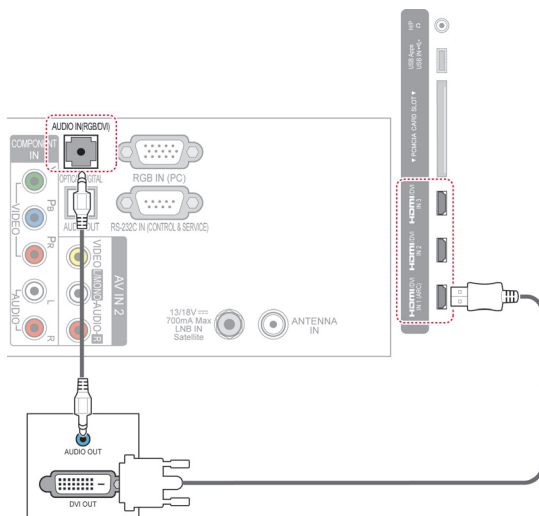 AUDIO IN(RGB/DVI)
COMPONENT
IN
VIDEO
PB
PR
AUDIO
L
R
OPTICAL DIGITAL
AUDIO OUT
RGB IN (PC)
RS-232C IN (CONTROL & SERVICE)
VIDEO
L/MONO
AUDIO
R
AV IN 2
13/18V
700mA Max
LNB IN
Satellite
ANTENNA
IN
H/P
USB Apps
USB IN
▼ PCMCIA CARD SLOT ▼
HDMI/DVI
IN 3
HDMI/DVI
IN 2
HDMI/DVI
IN 1(ARC)
AUDIO OUT
DVI OUT